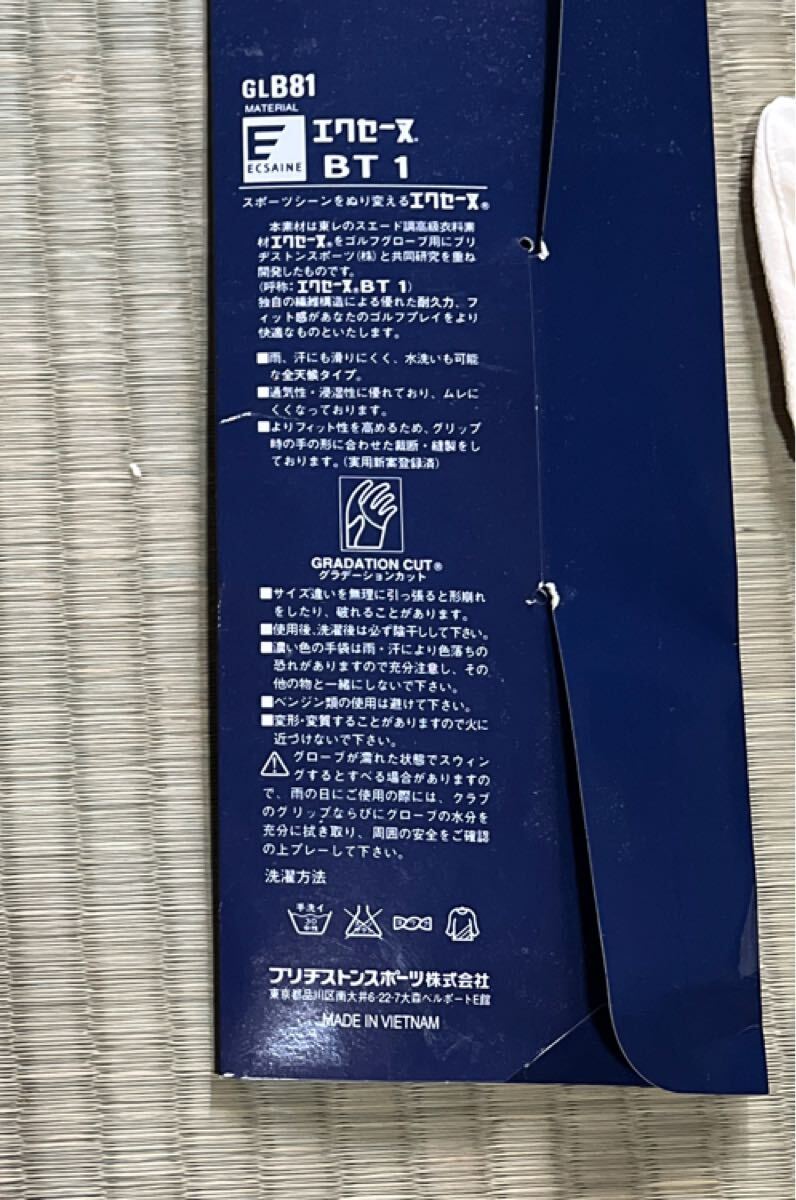 GLB81
MATERIAL
ECSAINE
エクセーヌ®
BT 1
スポーツシーンをぬり変えるエクセーヌ®
本素材は東レのスエード調高級衣料素
材エクセーヌ®をゴルフグローブ用にブリ
ヂストンスポーツ(株)と共同研究を重ね
開発したものです。
(呼称:エクセーヌ®BT 1)
独自の繊維構造による優れた耐久力、フ
ィット感があなたのゴルフプレイをより
快適なものといたします。
■雨、汗にも滑りにくく、水洗いも可能
な全天候タイプ。
■通気性・浸湿性に優れており、ムレに
くくなっております。
■よりフィット性を高めるため、グリップ
時の手の形に合わせた裁断・縫製をし
ております。(実用新案登録済)
GRADATION CUT®
グラデーションカット
■サイズ違いを無理に引っ張ると形崩れ
をしたり、破れることがあります。
■使用後、洗濯後は必ず陰干しして下さい。
■濃い色の手袋は雨・汗により色落ちの
恐れがありますので充分注意し、その
他の物と一緒にしないで下さい。
■ベンジン類の使用は避けて下さい。
■変形・変質することがありますので火に
近づけないで下さい。
⚠グローブが濡れた状態でスウィン
グするとすべる場合がありますの
で、雨の日にご使用の際には、クラブ
のグリップならびにグローブの水分を
充分に拭き取り、周囲の安全をご確認
の上プレーして下さい。
洗濯方法
手洗イ
30
中性
ブリヂストンスポーツ株式会社
東京都品川区南大井6-22-7大森ベルポートE館
MADE IN VIETNAM